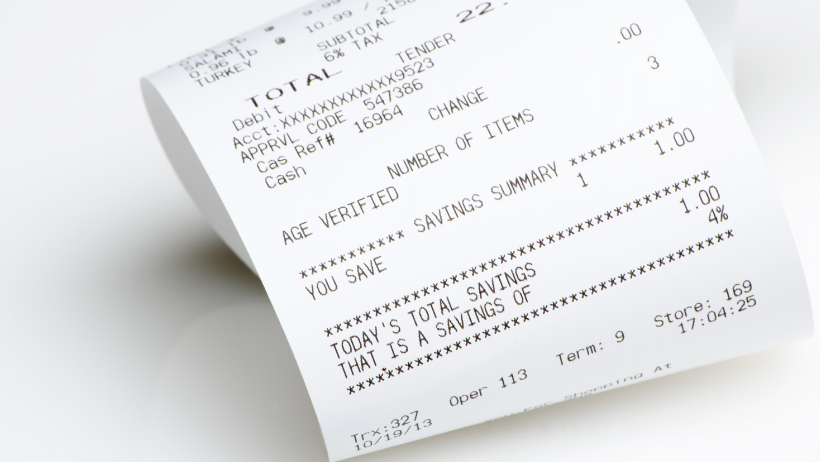 SALAMI
0.96 lb
TURKEY
10.99 /
SUBTOTAL
6% TAX
TOTAL 22.
Debit TENDER
Acct:XXXXXXXXXXXX9523
APPRVL CODE 547386
Cas Ref# 16964
Cash CHANGE .00
NUMBER OF ITEMS 3
AGE VERIFIED
*********** SAVINGS SUMMARY ***********
YOU SAVE 1 1.00
***************************************
TODAY'S TOTAL SAVINGS 1.00
THAT IS A SAVINGS OF 4%
***************************************
Trx:327 Oper 113 Term: 9 Store: 169
10/19/13 17:04:25
Shopping At